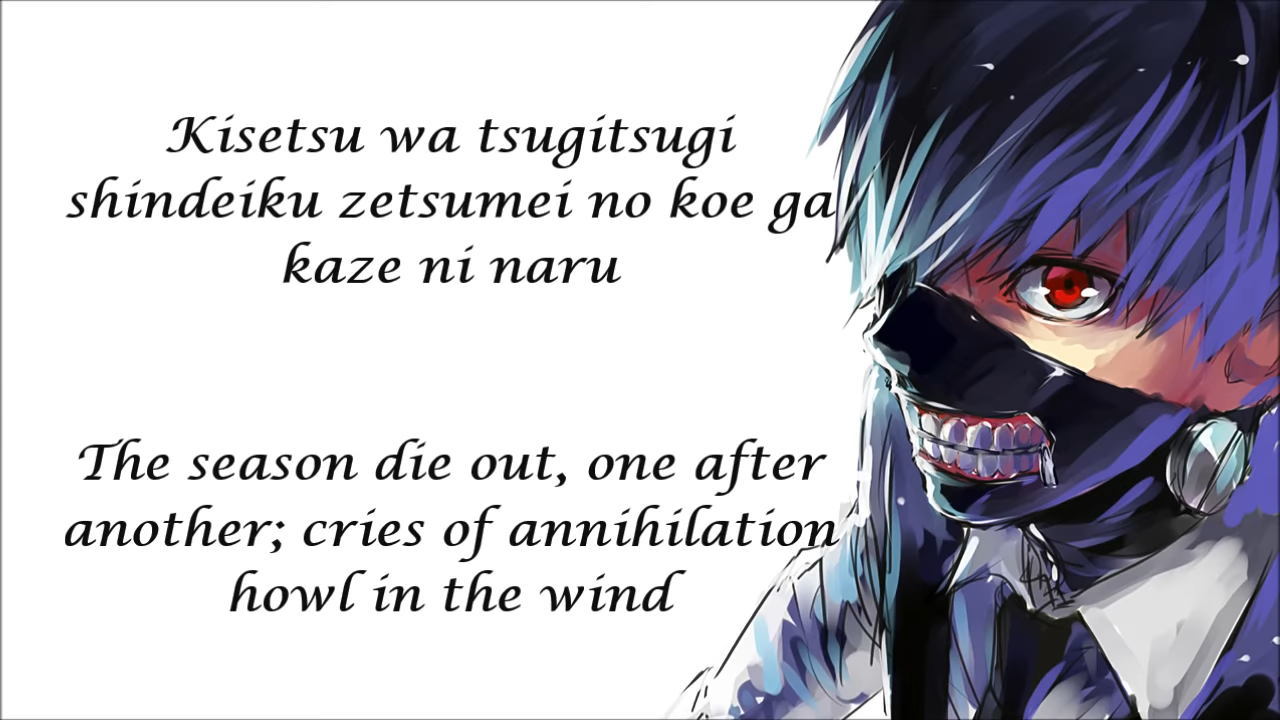 Kisetsu wa tsugitsugi
shindeiku zetsumei no koe ga
kaze ni naru
The season die out, one after
another; cries of annihilation
howl in the wind